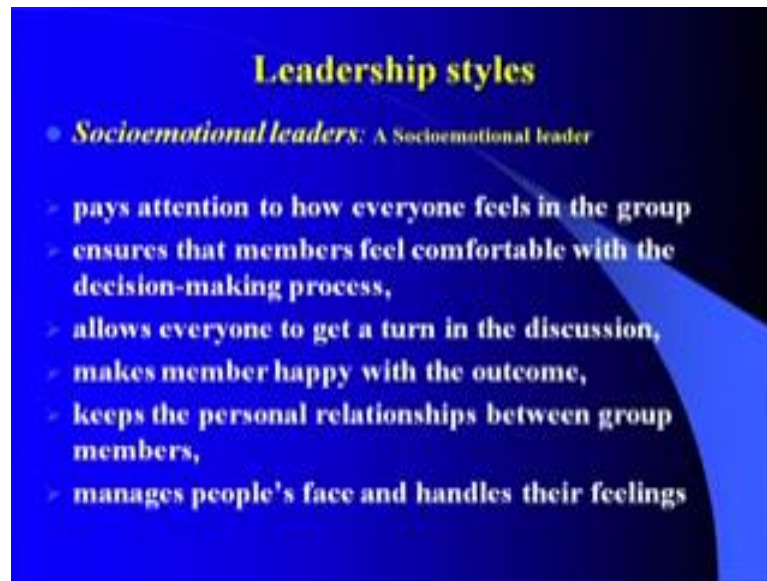 Leadership styles
Socioemotional leaders: A Socioemotional leader
pays attention to how everyone feels in the group
ensures that members feel comfortable with the
decision-making process,
allows everyone to get a turn in the discussion,
makes member happy with the outcome,
keeps the personal relationships between group
members,
manages people's face and handles their feelings